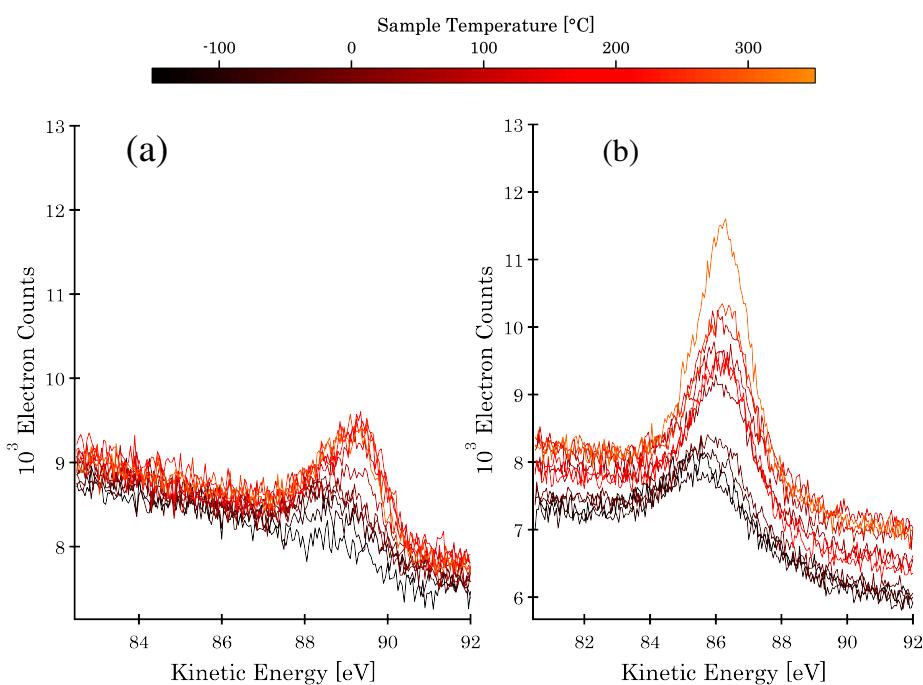 Sample Temperature [°C]
-100 0 100 200 300
(a)
13
12
11
10
9
8
10³ Electron Counts
84 86 88 90 92
Kinetic Energy [eV]
(b)
13
12
11
10
9
8
7
6
10³ Electron Counts
82 84 86 88 90 92
Kinetic Energy [eV]